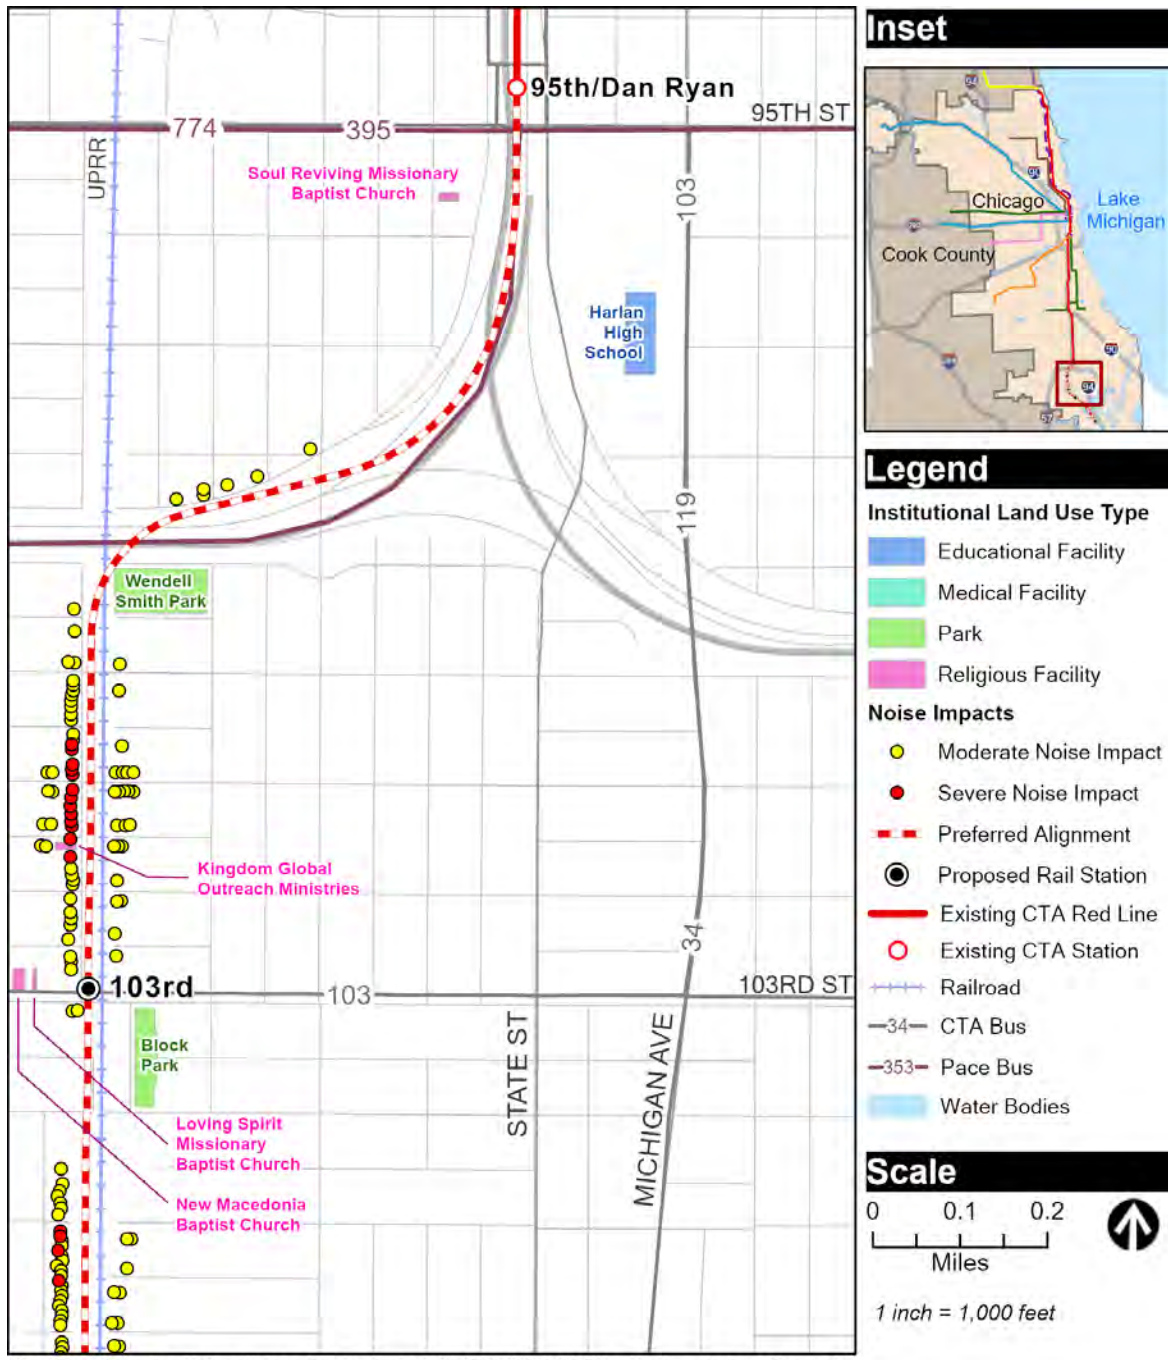 95th/Dan Ryan
95TH ST
774
395
UPRR
Soul Reviving Missionary
Baptist Church
103
Harlan
High
School
119
Wendell
Smith Park
Kingdom Global
Outreach Ministries
34
103rd
103
103RD ST
Block
Park
STATE ST
MICHIGAN AVE
Loving Spirit
Missionary
Baptist Church
New Macedonia
Baptist Church
Inset
94
90
Chicago
Lake
Michigan
Cook County
90
94
57
Legend
Institutional Land Use Type
Educational Facility
Medical Facility
Park
Religious Facility
Noise Impacts
Moderate Noise Impact
Severe Noise Impact
Preferred Alignment
Proposed Rail Station
Existing CTA Red Line
Existing CTA Station
Railroad
34 CTA Bus
353 Pace Bus
Water Bodies
Scale
0 0.1 0.2
Miles
1 inch = 1,000 feet